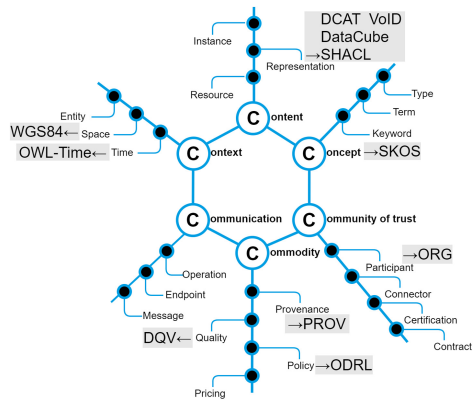 DCAT VoID
DataCube
→SHACL
Instance
Representation
Resource
Content
Type
Term
Keyword
Concept →SKOS
Entity
WGS84← Space
OWL-Time← Time
Context
Communication
Community of trust
Commodity
Operation
Endpoint
Message
→ORG
Participant
Connector
Certification
Contract
Provenance
→PROV
DQV← Quality
Policy →ODRL
Pricing